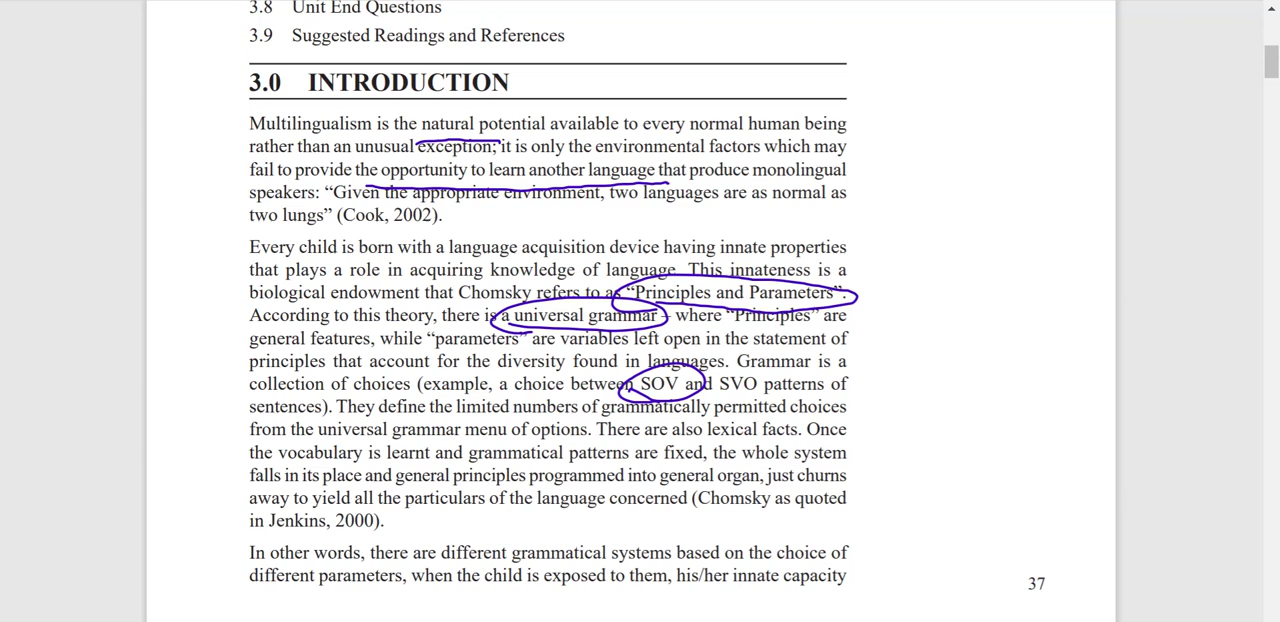 3.8 Unit End Questions
3.9 Suggested Readings and References
3.0 INTRODUCTION
Multilingualism is the natural potential available to every normal human being
rather than an unusual exception; it is only the environmental factors which may
fail to provide the opportunity to learn another language that produce monolingual
speakers: “Given the appropriate environment, two languages are as normal as
two lungs” (Cook, 2002).
Every child is born with a language acquisition device having innate properties
that plays a role in acquiring knowledge of language. This innateness is a
biological endowment that Chomsky refers to as “Principles and Parameters”.
According to this theory, there is a universal grammar – where “Principles” are
general features, while “parameters” are variables left open in the statement of
principles that account for the diversity found in languages. Grammar is a
collection of choices (example, a choice between SOV and SVO patterns of
sentences). They define the limited numbers of grammatically permitted choices
from the universal grammar menu of options. There are also lexical facts. Once
the vocabulary is learnt and grammatical patterns are fixed, the whole system
falls in its place and general principles programmed into general organ, just churns
away to yield all the particulars of the language concerned (Chomsky as quoted
in Jenkins, 2000).
In other words, there are different grammatical systems based on the choice of
different parameters, when the child is exposed to them, his/her innate capacity
37